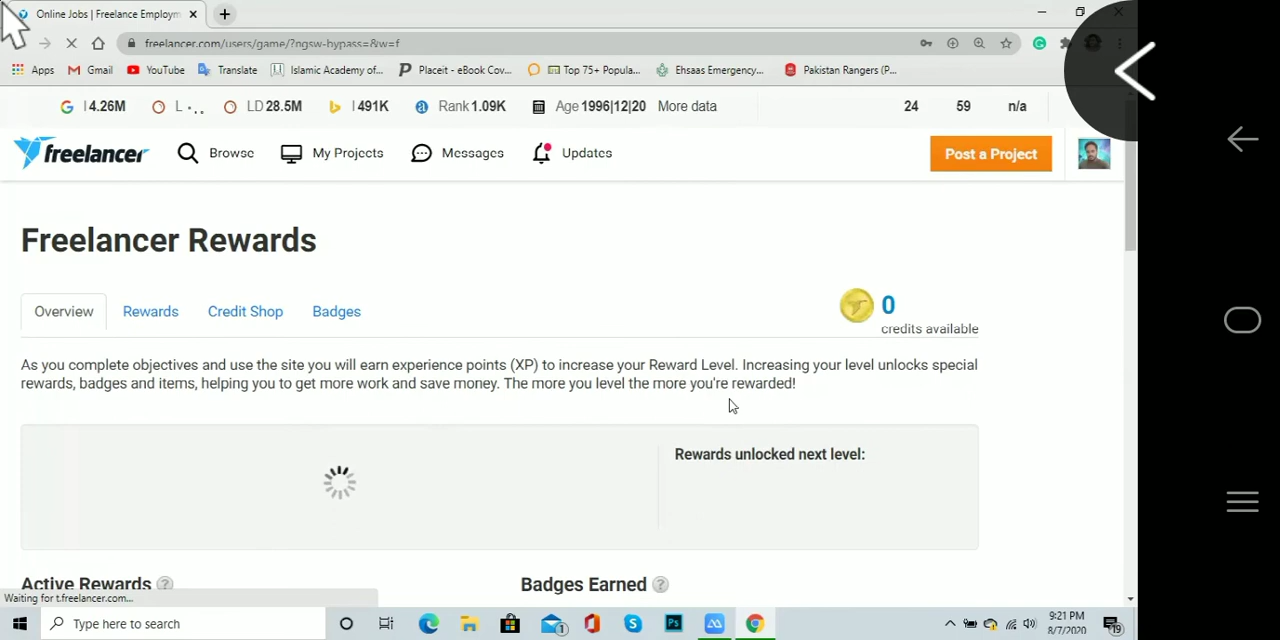 Online Jobs | Freelance Employm
freelancer.com/users/game/?ngsw-bypass=&w=f
Apps Gmail YouTube Translate Islamic Academy of... Placeit - eBook Cov... Top 75+ Popula... Ehsaas Emergency... Pakistan Rangers (P...
I 4.26M L LD 28.5M I 491K Rank 1.09K Age 1996|12|20 More data 24 59 n/a
freelancer Browse My Projects Messages Updates Post a Project
Freelancer Rewards
Overview Rewards Credit Shop Badges 0
credits available
As you complete objectives and use the site you will earn experience points (XP) to increase your Reward Level. Increasing your level unlocks special
rewards, badges and items, helping you to get more work and save money. The more you level the more you're rewarded!
Rewards unlocked next level:
Active Rewards ? Badges Earned ?
Waiting for t.freelancer.com...
Type here to search
9:21 PM
8/7/2020
1
19